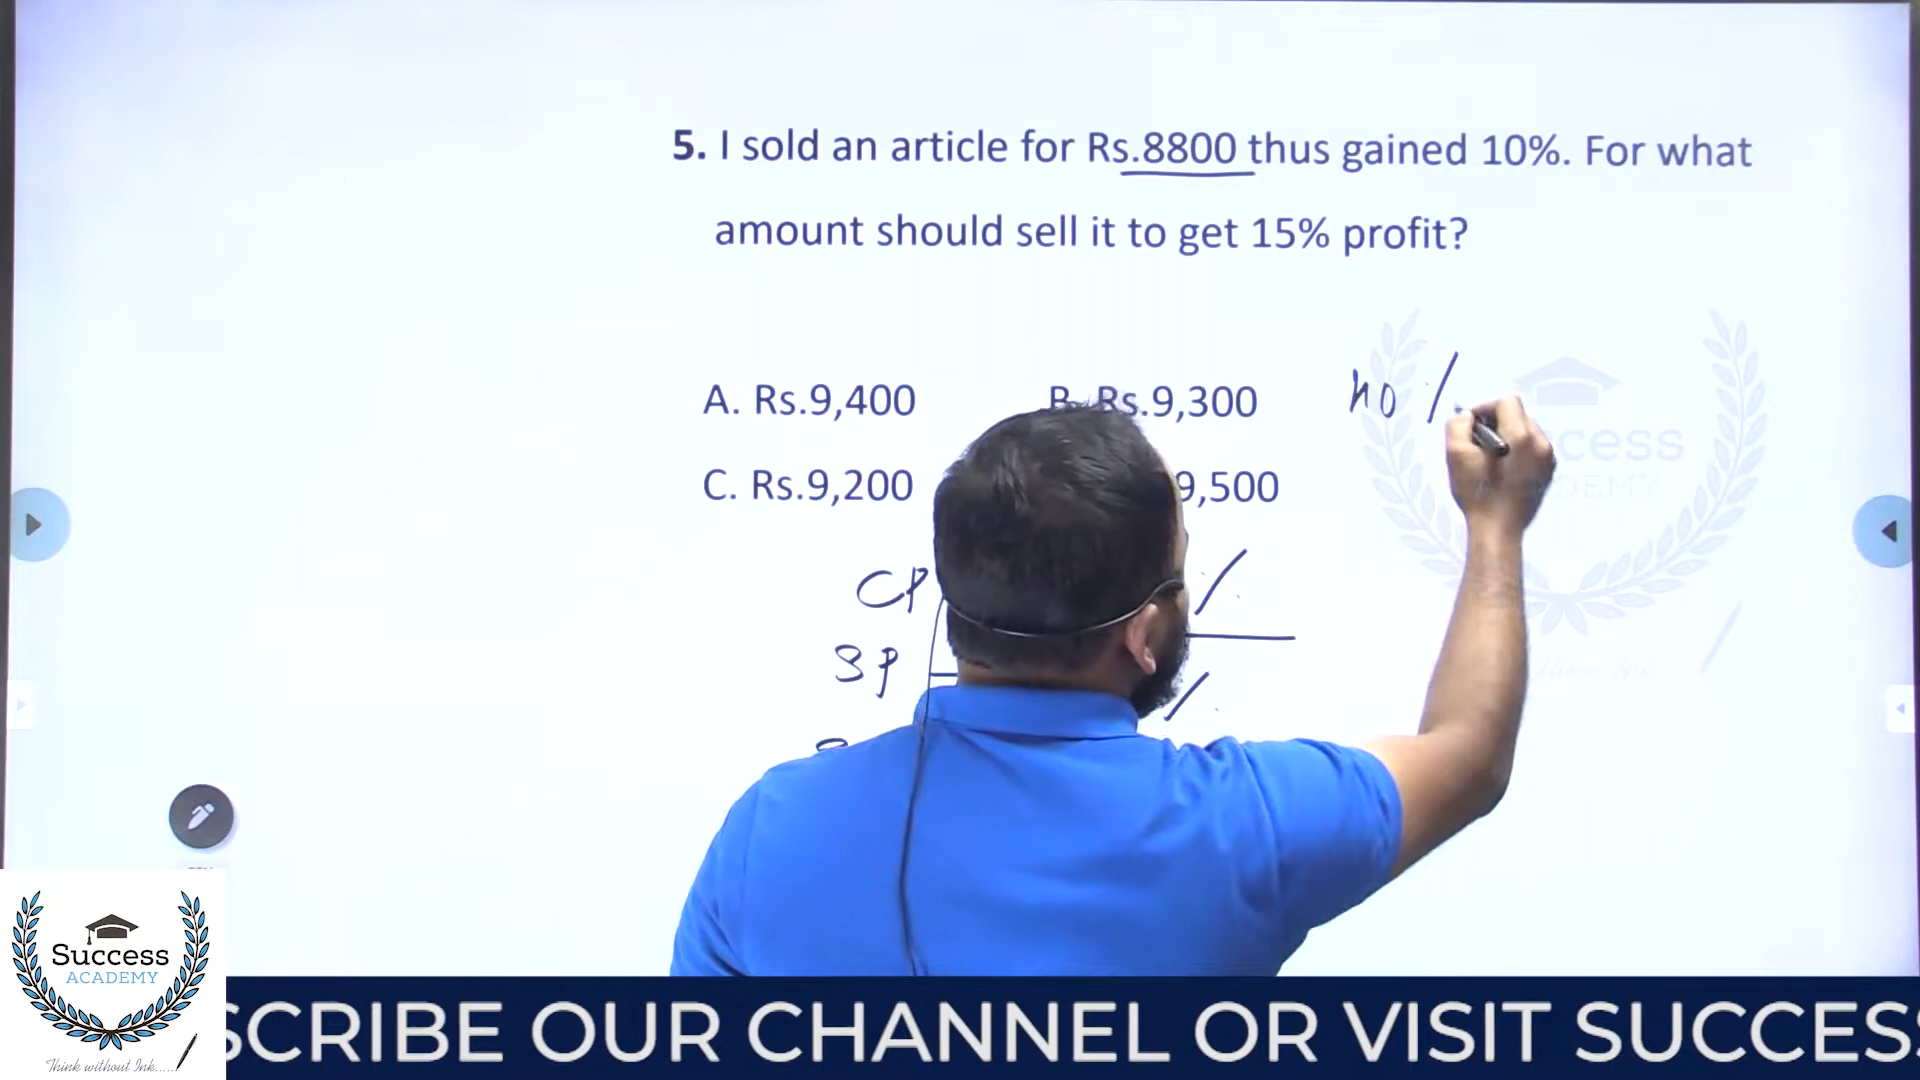 5. I sold an article for Rs.8800 thus gained 10%. For what
amount should sell it to get 15% profit?
A. Rs.9,400
B. Rs.9,300
110 %
C. Rs.9,200
9,500
CP
%
SP
%
Success
ACADEMY
Think without Ink.....
SCRIBE OUR CHANNEL OR VISIT SUCCES